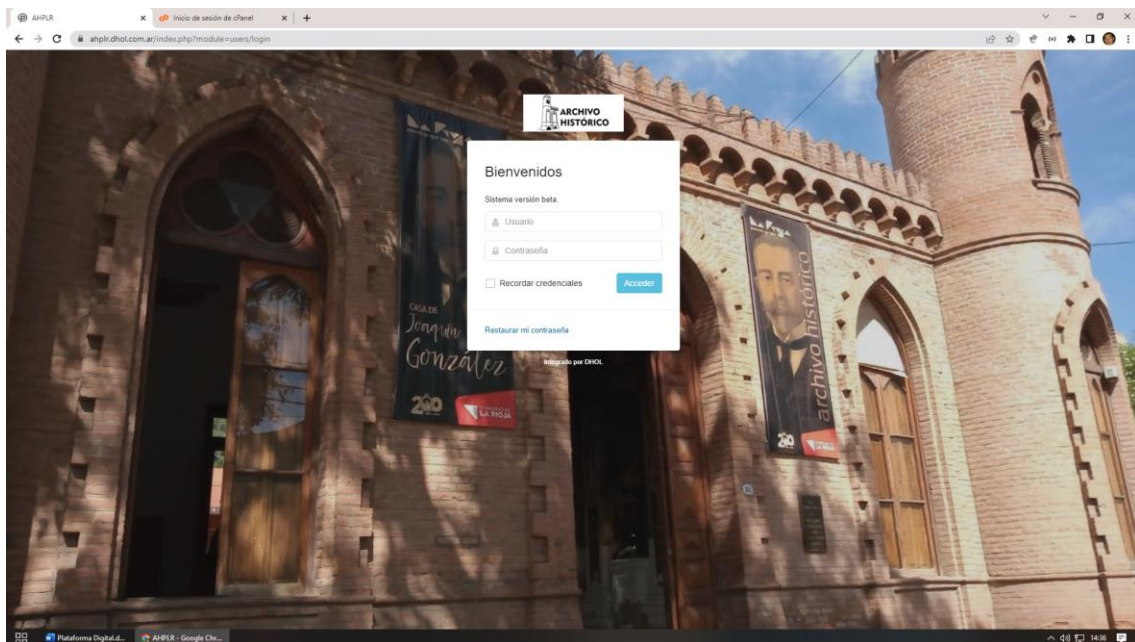 AHPLR
Inicio de sesión de cPanel
ahplr.dhol.com.ar/index.php?module=users/login
ARCHIVO
HISTÓRICO
Bienvenidos
Sistema versión beta
Usuario
Contraseña
Recordar credenciales
Acceder
Restaurar mi contraseña
Integrado por DHOL
CASA DE
Joaquín
González
200
LA RIOJA
archivo histórico
200
Plataforma Digital.d...
AHPLR - Google Chr...
14:36